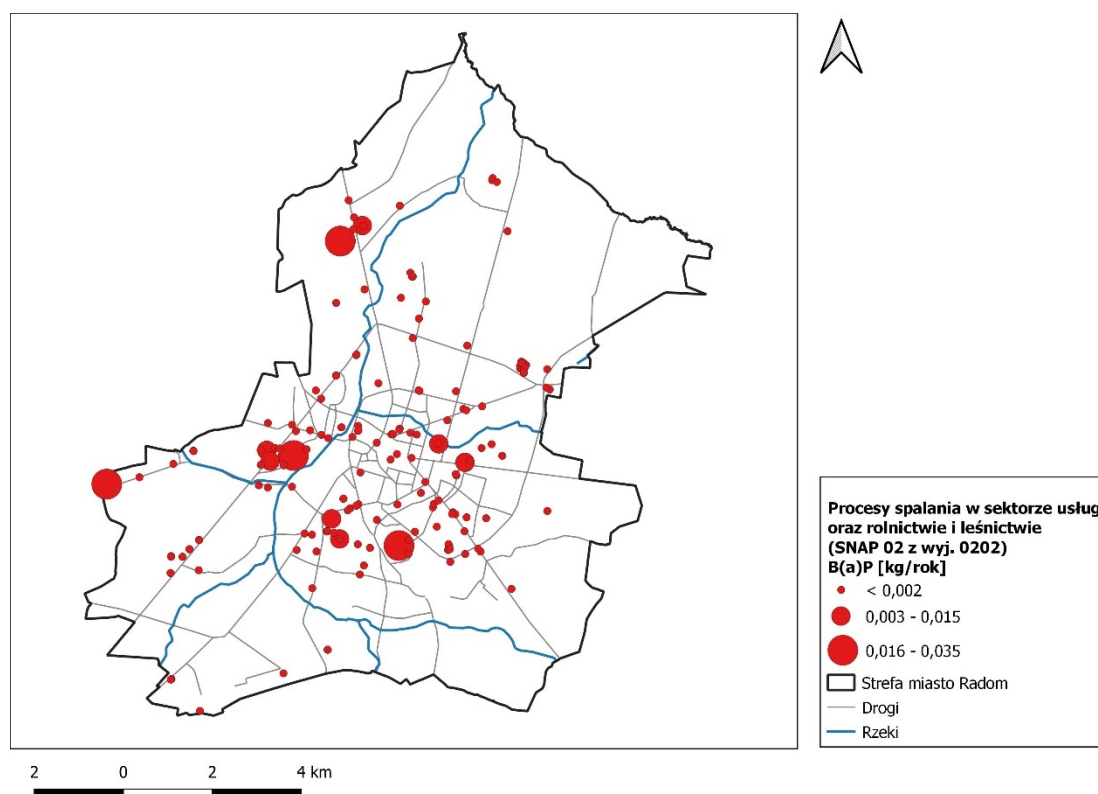 Procesy spalania w sektorze usług
oraz rolnictwie i leśnictwie
(SNAP 02 z wyj. 0202)
B(a)P [kg/rok]
< 0,002
0,003 - 0,015
0,016 - 0,035
Strefa miasto Radom
Drogi
Rzeki
2 0 2 4 km